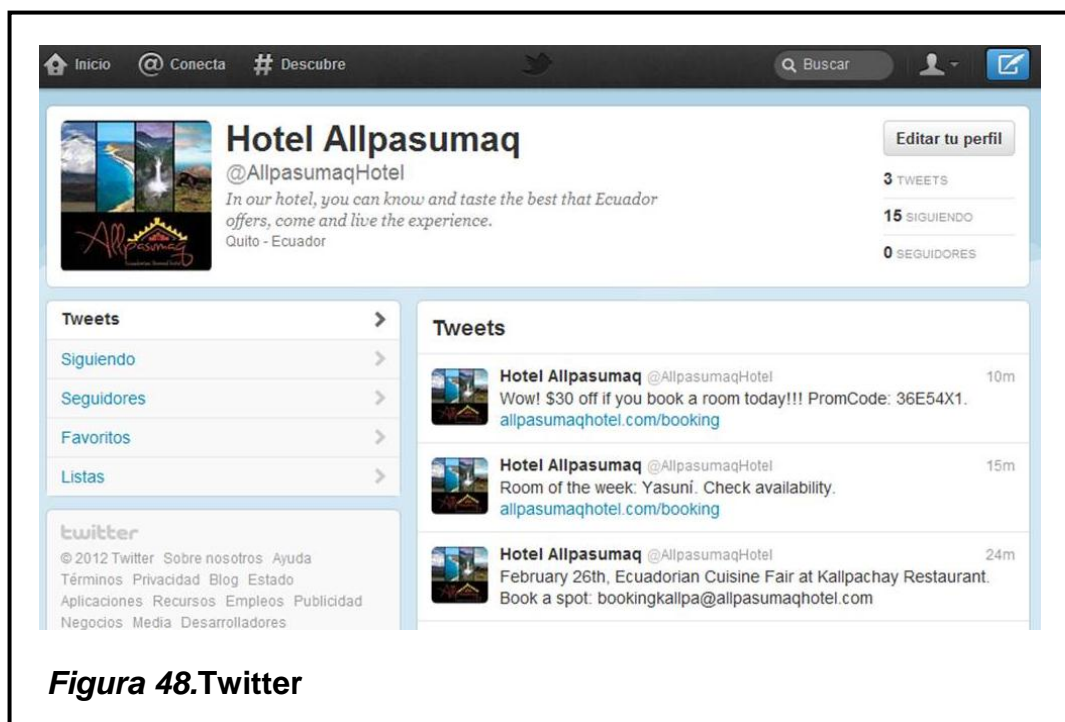 Inicio @ Conecta # Descubre Buscar
Allpasumaq
Hotel Allpasumaq
@AllpasumaqHotel
In our hotel, you can know and taste the best that Ecuador
offers, come and live the experience.
Quito - Ecuador
Editar tu perfil
3 TWEETS
15 SIGUIENDO
0 SEGUIDORES
Tweets
Siguiendo
Seguidores
Favoritos
Listas
twitter
© 2012 Twitter Sobre nosotros Ayuda
Términos Privacidad Blog Estado
Aplicaciones Recursos Empleos Publicidad
Negocios Media Desarrolladores
Tweets
Hotel Allpasumaq @AllpasumaqHotel 10m
Wow! $30 off if you book a room today!!! PromCode: 36E54X1.
allpasumaqhotel.com/booking
Hotel Allpasumaq @AllpasumaqHotel 15m
Room of the week: Yasuní. Check availability.
allpasumaqhotel.com/booking
Hotel Allpasumaq @AllpasumaqHotel 24m
February 26th, Ecuadorian Cuisine Fair at Kallpachay Restaurant.
Book a spot: bookingkallpa@allpasumaqhotel.com
Figura 48.Twitter